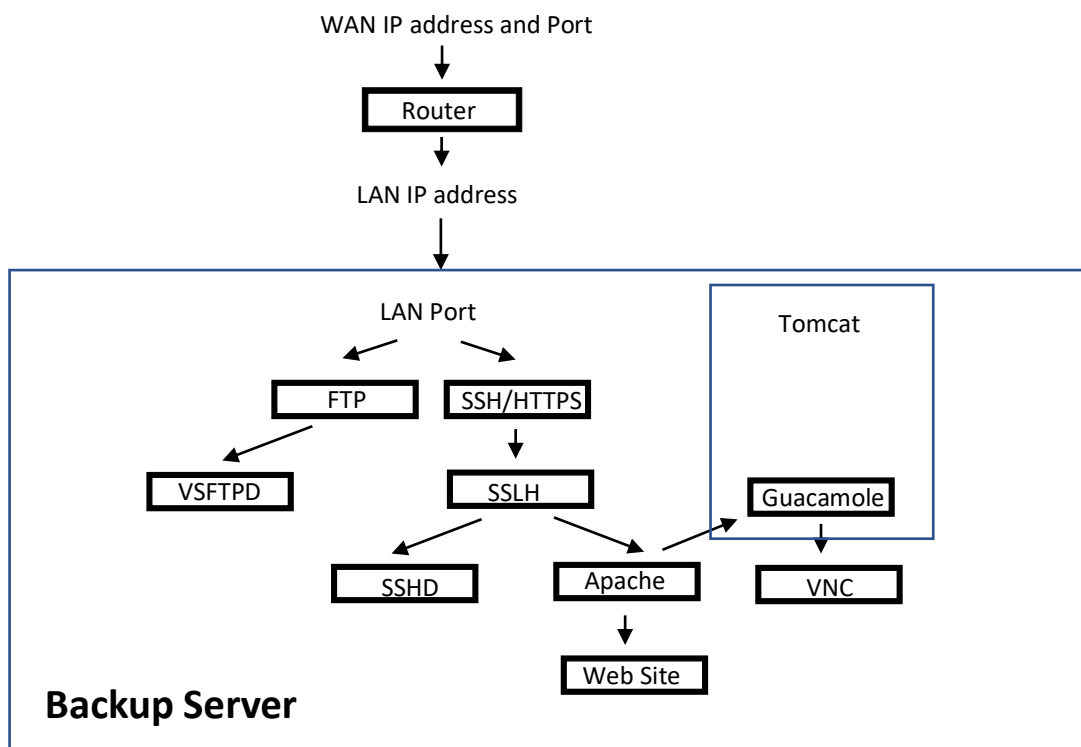 WAN IP address and Port
Router
LAN IP address
LAN Port
Tomcat
FTP
SSH/HTTPS
VSFTPD
SSLH
Guacamole
SSHD
Apache
VNC
Web Site
Backup Server